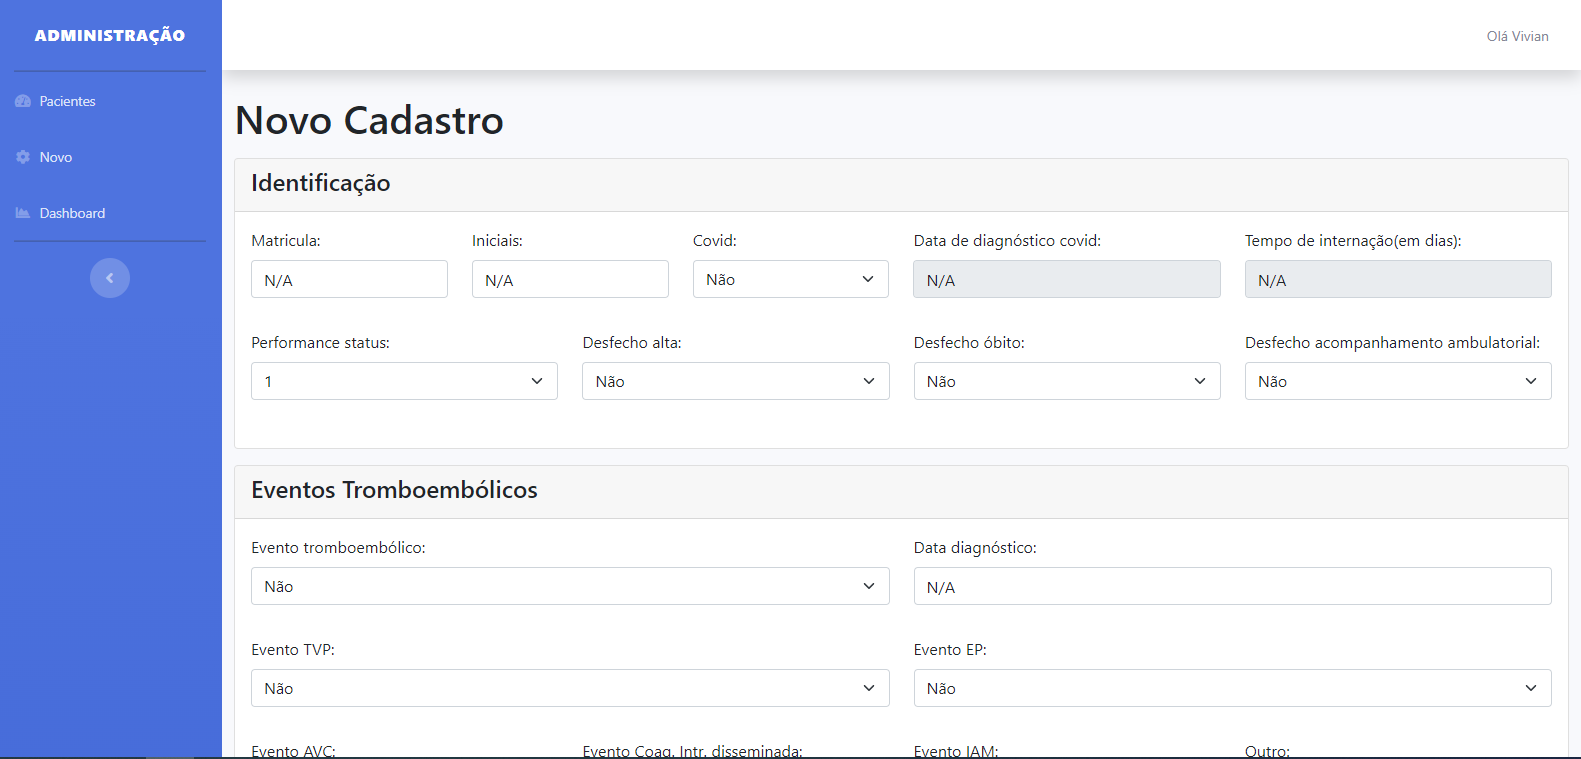 ADMINISTRAÇÃO
Olá Vivian
Pacientes
Novo
Dashboard
Novo Cadastro
Identificação
Matricula: Iniciais: Covid: Data de diagnóstico covid: Tempo de internação(em dias):
N/A N/A Não N/A N/A
Performance status: Desfecho alta: Desfecho óbito: Desfecho acompanhamento ambulatorial:
1 Não Não Não
Eventos Tromboembólicos
Evento tromboembólico: Data diagnóstico:
Não N/A
Evento TVP: Evento EP:
Não Não
Evento AVC: Evento Coag. Intr. disseminada: Evento IAM: Outro: